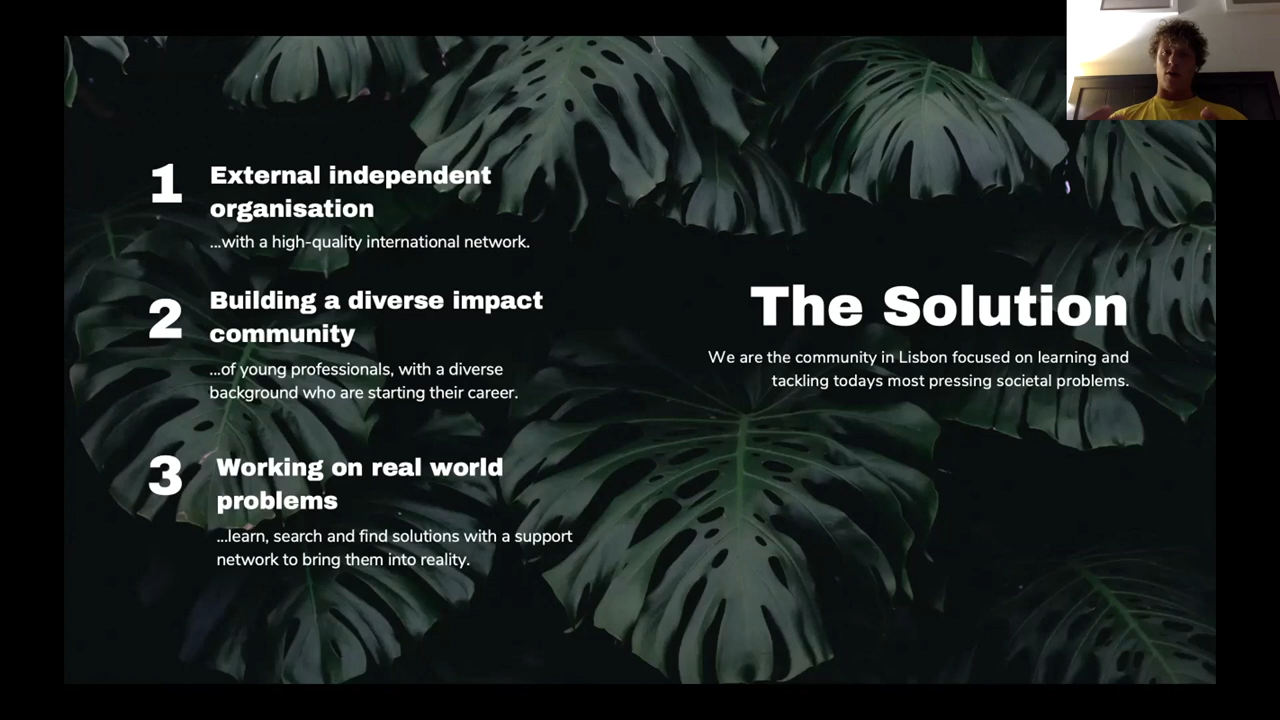 1
External independent
organisation
...with a high-quality international network.
2
Building a diverse impact
community
...of young professionals, with a diverse
background who are starting their career.
3
Working on real world
problems
...learn, search and find solutions with a support
network to bring them into reality.
The Solution
We are the community in Lisbon focused on learning and
tackling todays most pressing societal problems.